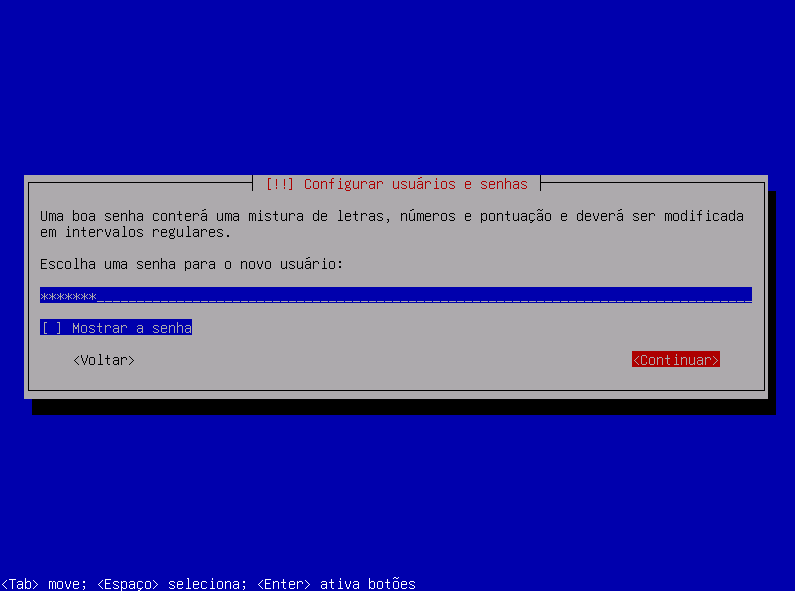 [!!] Configurar usuários e senhas
Uma boa senha conterá uma mistura de letras, números e pontuação e deverá ser modificada
em intervalos regulares.
Escolha uma senha para o novo usuário:
*******
[ ] Mostrar a senha
<Voltar> <Continuar>
<Tab> move; <Espaço> seleciona; <Enter> ativa botões